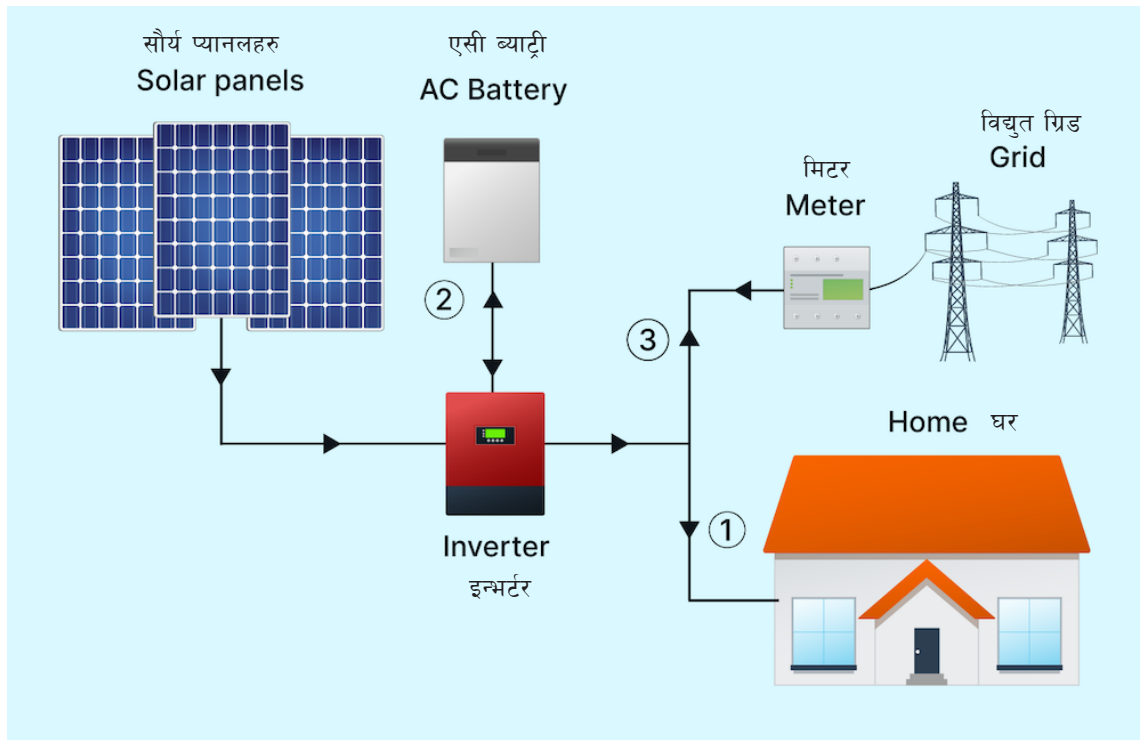 सौर्य प्यानलहरु
Solar panels
एसी ब्याट्री
AC Battery
विद्युत ग्रिड
Grid
मिटर
Meter
2
3
Home घर
1
Inverter
इन्भर्टर